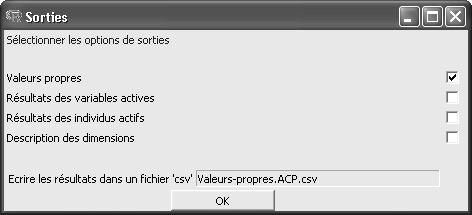 Sorties
Sélectionner les options de sorties
Valeurs propres
Résultats des variables actives
Résultats des individus actifs
Description des dimensions
Ecrire les résultats dans un fichier 'csv' Valeurs-propres.ACP.csv
OK